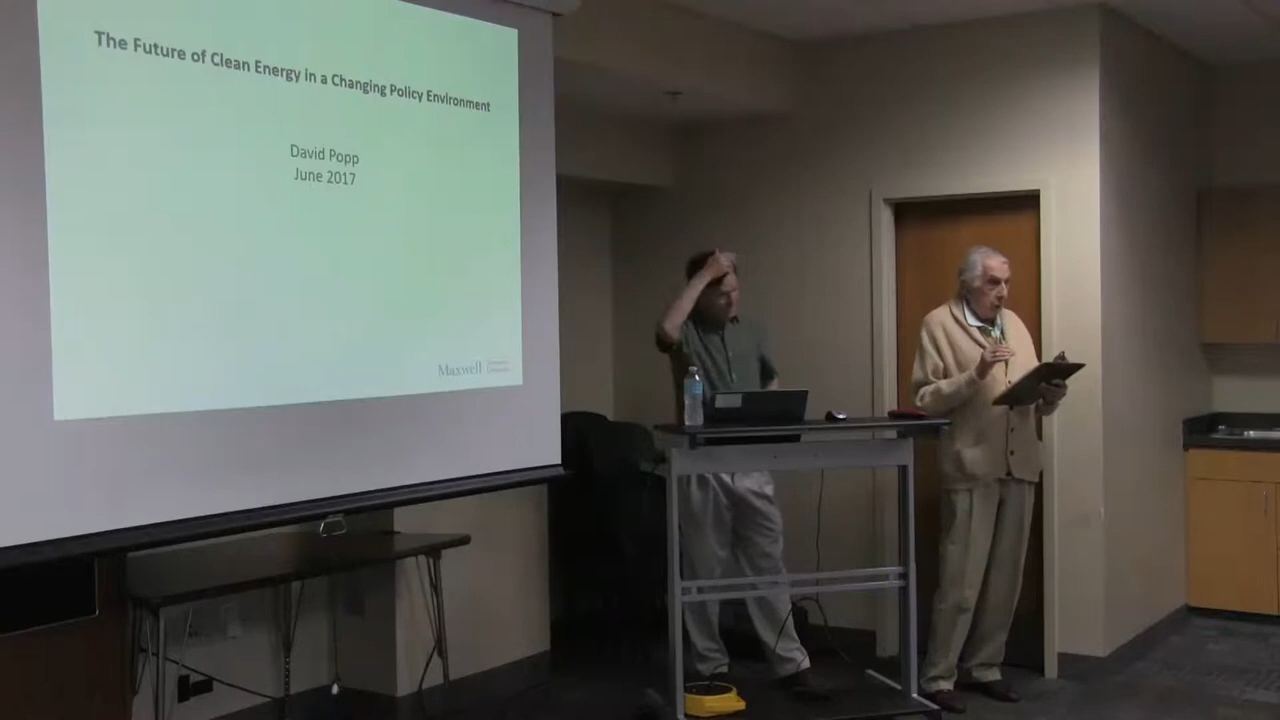 The Future of Clean Energy in a Changing Policy Environment
David Popp
June 2017
Maxwell